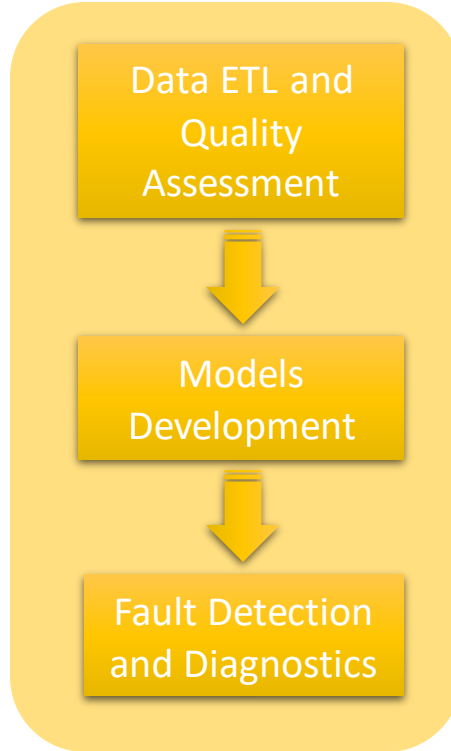 Data ETL and
Quality
Assessment
Models
Development
Fault Detection
and Diagnostics